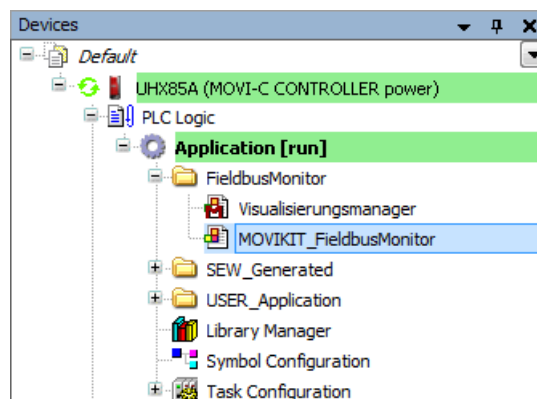 Devices
Default
UHX85A (MOVI-C CONTROLLER power)
PLC Logic
Application [run]
FieldbusMonitor
Visualisierungsmanager
MOVIKIT_FieldbusMonitor
SEW_Generated
USER_Application
Library Manager
Symbol Configuration
Task Configuration